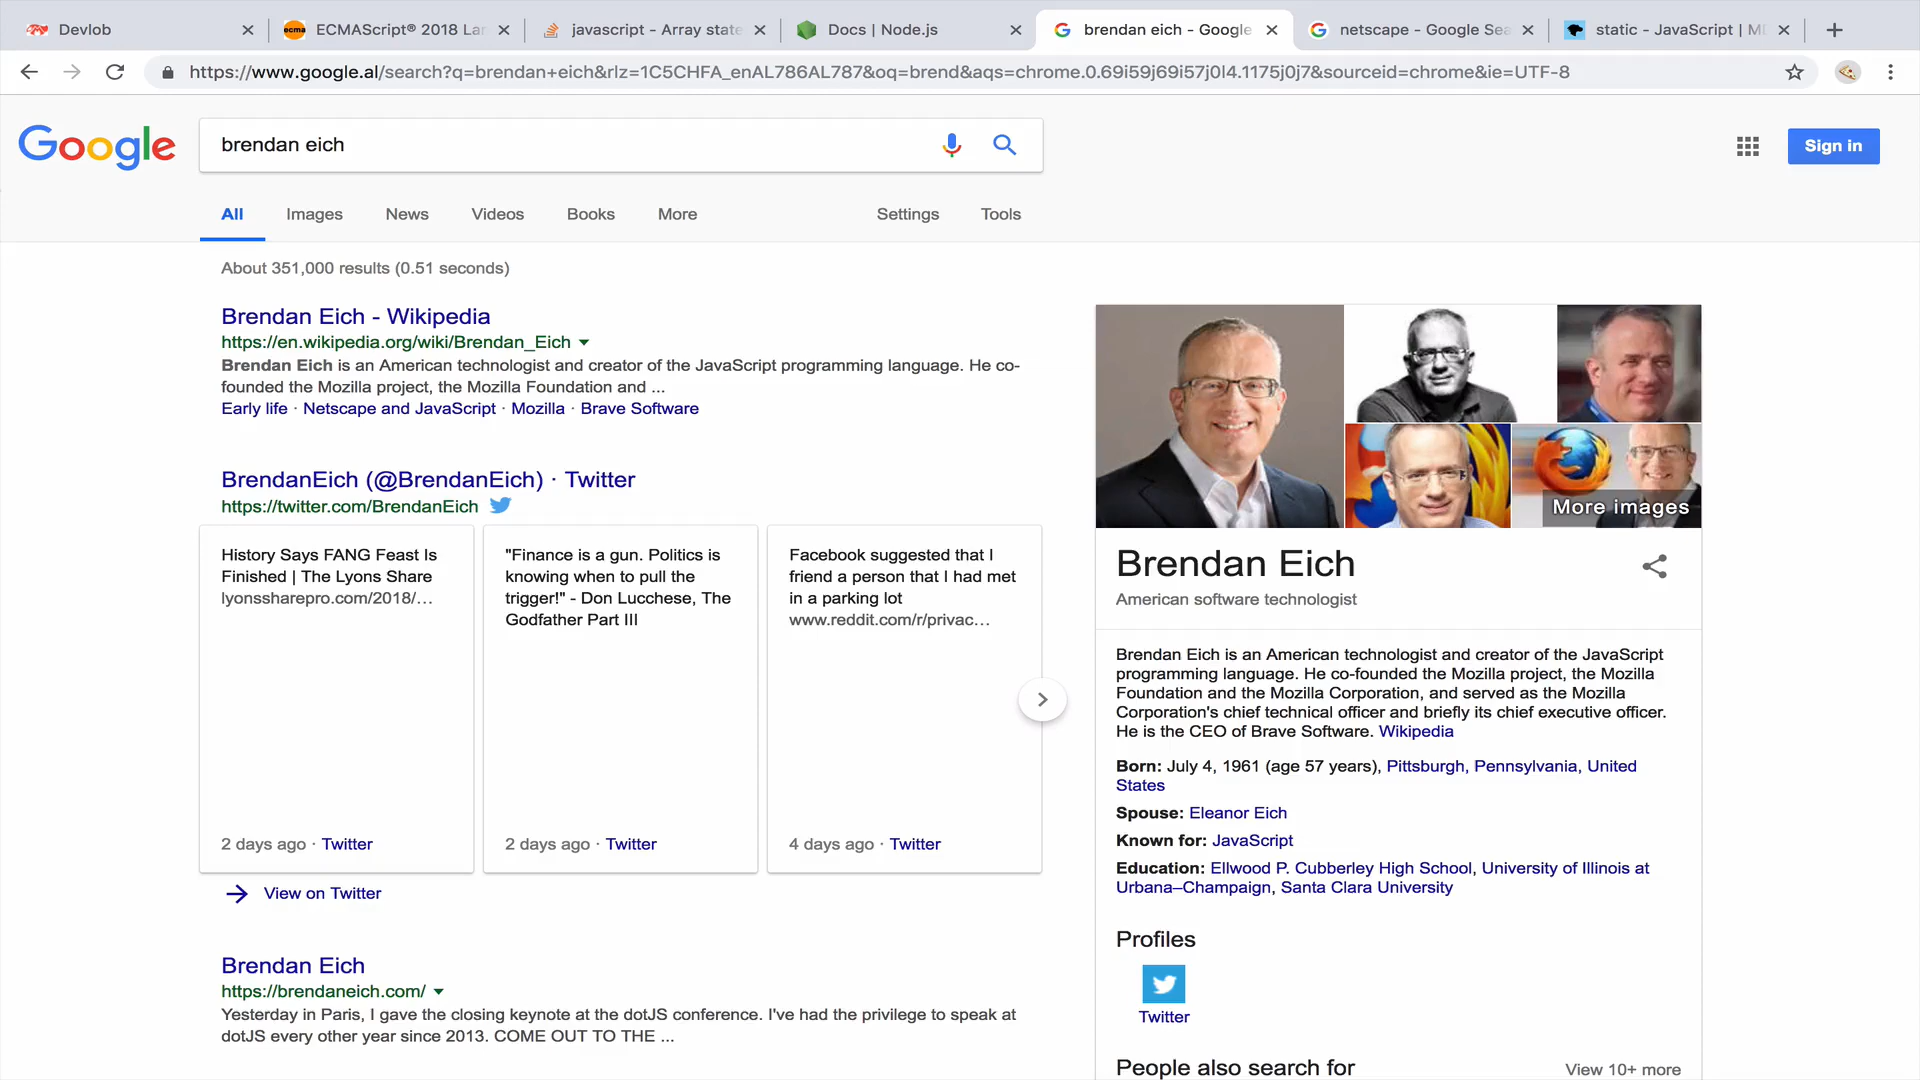 Devlob
ECMAScript® 2018 Lan
javascript - Array state
Docs | Node.js
brendan eich - Google
netscape - Google Sea
static - JavaScript | M
https://www.google.al/search?q=brendan+eich&rlz=1C5CHFA_enAL786AL787&oq=brend&aqs=chrome.0.69i59j69i57j0l4.1175j0j7&sourceid=chrome&ie=UTF-8
Google
brendan eich
Sign in
All Images News Videos Books More Settings Tools
About 351,000 results (0.51 seconds)
Brendan Eich - Wikipedia
https://en.wikipedia.org/wiki/Brendan_Eich
Brendan Eich is an American technologist and creator of the JavaScript programming language. He co-
founded the Mozilla project, the Mozilla Foundation and ...
Early life · Netscape and JavaScript · Mozilla · Brave Software
BrendanEich (@BrendanEich) · Twitter
https://twitter.com/BrendanEich
History Says FANG Feast Is
Finished | The Lyons Share
lyonssharepro.com/2018/…
2 days ago · Twitter
"Finance is a gun. Politics is
knowing when to pull the
trigger!" - Don Lucchese, The
Godfather Part III
2 days ago · Twitter
Facebook suggested that I
friend a person that I had met
in a parking lot
www.reddit.com/r/privac…
4 days ago · Twitter
View on Twitter
Brendan Eich
https://brendaneich.com/
Yesterday in Paris, I gave the closing keynote at the dotJS conference. I've had the privilege to speak at
dotJS every other year since 2013. COME OUT TO THE ...
More images
Brendan Eich
American software technologist
Brendan Eich is an American technologist and creator of the JavaScript
programming language. He co-founded the Mozilla project, the Mozilla
Foundation and the Mozilla Corporation, and served as the Mozilla
Corporation's chief technical officer and briefly its chief executive officer.
He is the CEO of Brave Software. Wikipedia
Born: July 4, 1961 (age 57 years), Pittsburgh, Pennsylvania, United
States
Spouse: Eleanor Eich
Known for: JavaScript
Education: Ellwood P. Cubberley High School, University of Illinois at
Urbana–Champaign, Santa Clara University
Profiles
Twitter
People also search for
View 10+ more